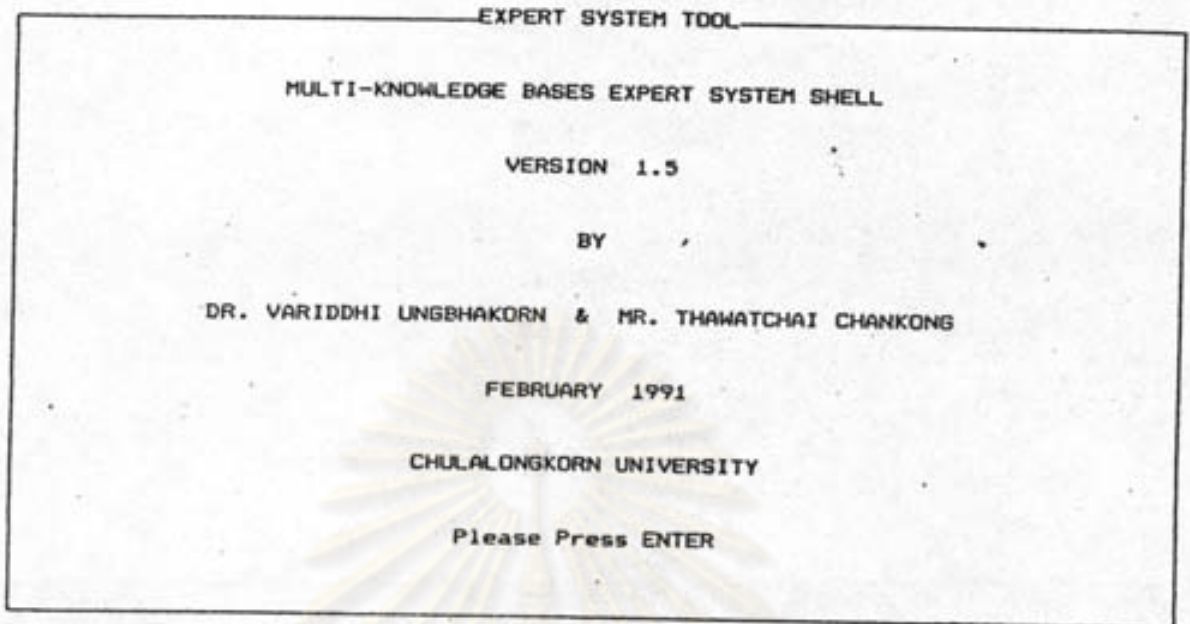 EXPERT SYSTEM TOOL
MULTI-KNOWLEDGE BASES EXPERT SYSTEM SHELL
VERSION 1.5
BY
DR. VARIDDHI UNGBHAKORN & MR. THAWATCHAI CHANKONG
FEBRUARY 1991
CHULALONGKORN UNIVERSITY
Please Press ENTER